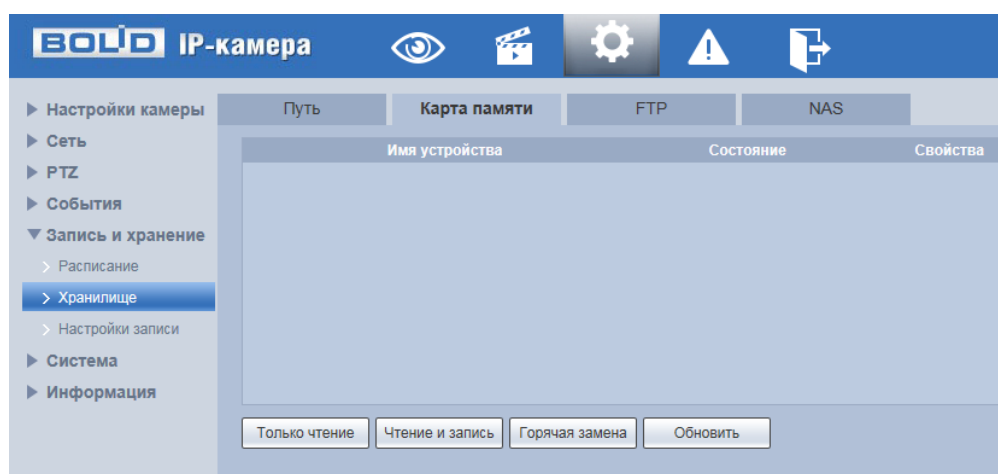 BOLID IP-камера
Путь Карта памяти FTP NAS
Имя устройства Состояние Свойства
Настройки камеры
Сеть
PTZ
События
Запись и хранение
Расписание
Хранилище
Настройки записи
Система
Информация
Только чтение Чтение и запись Горячая замена Обновить